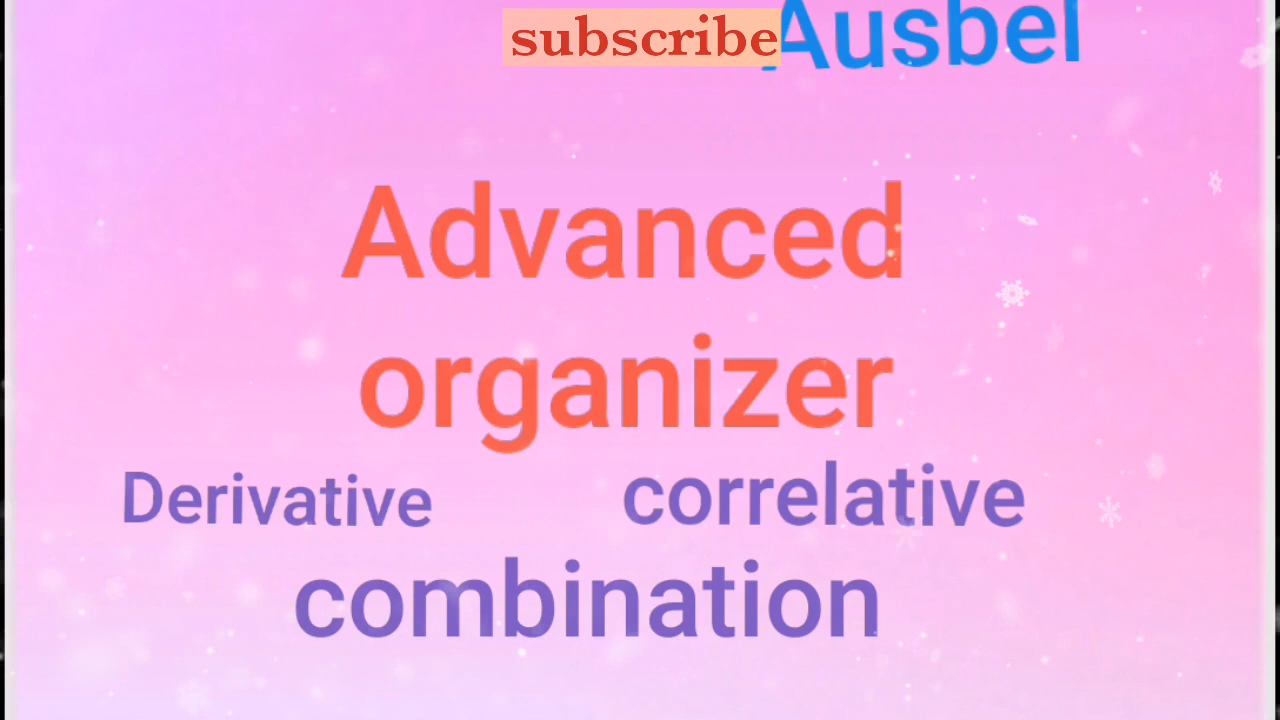 subscribe Ausbel
Advanced
organizer
Derivative correlative
combination